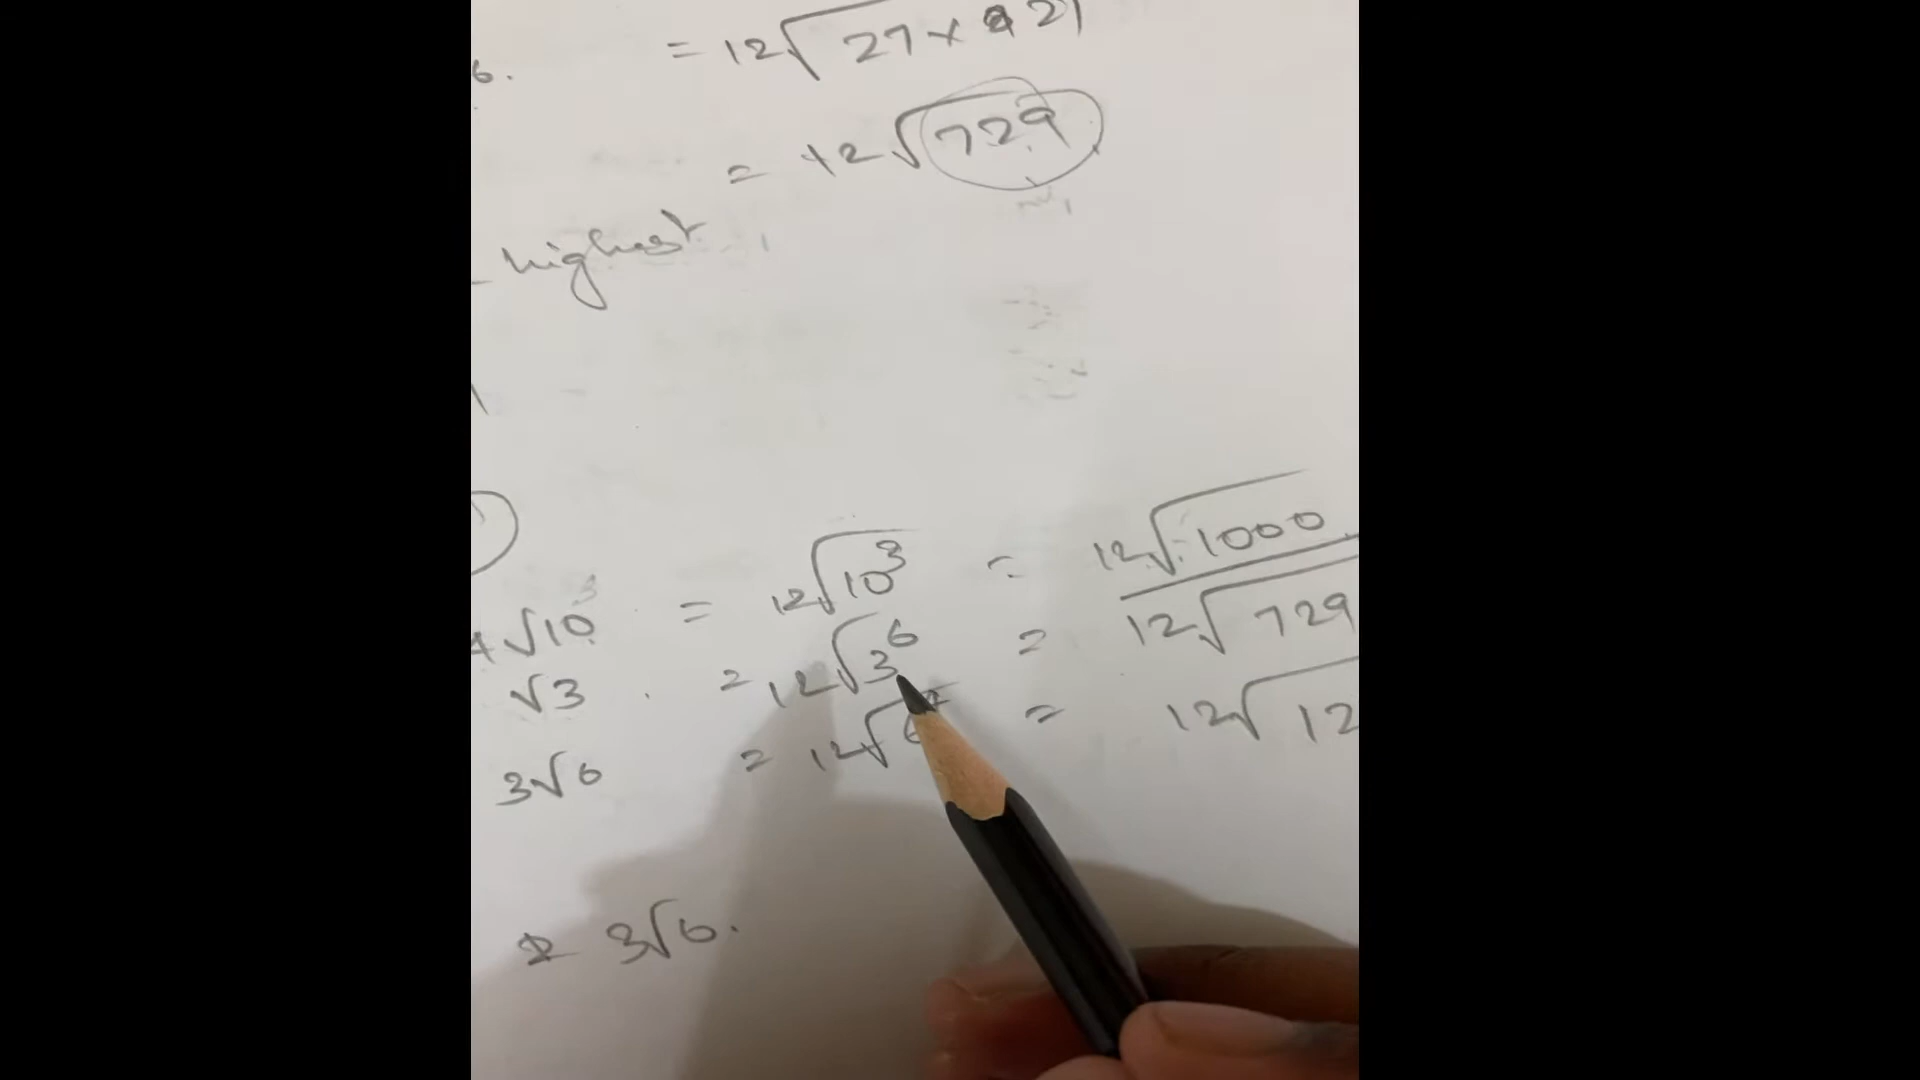 6. = 12√27×27
= 12√729
- highest
4√10³ = 12√10³ = 12√1000
√3 = 12√3⁶ = 12√729
3√6 = 12√6 = 12√12
3√6.